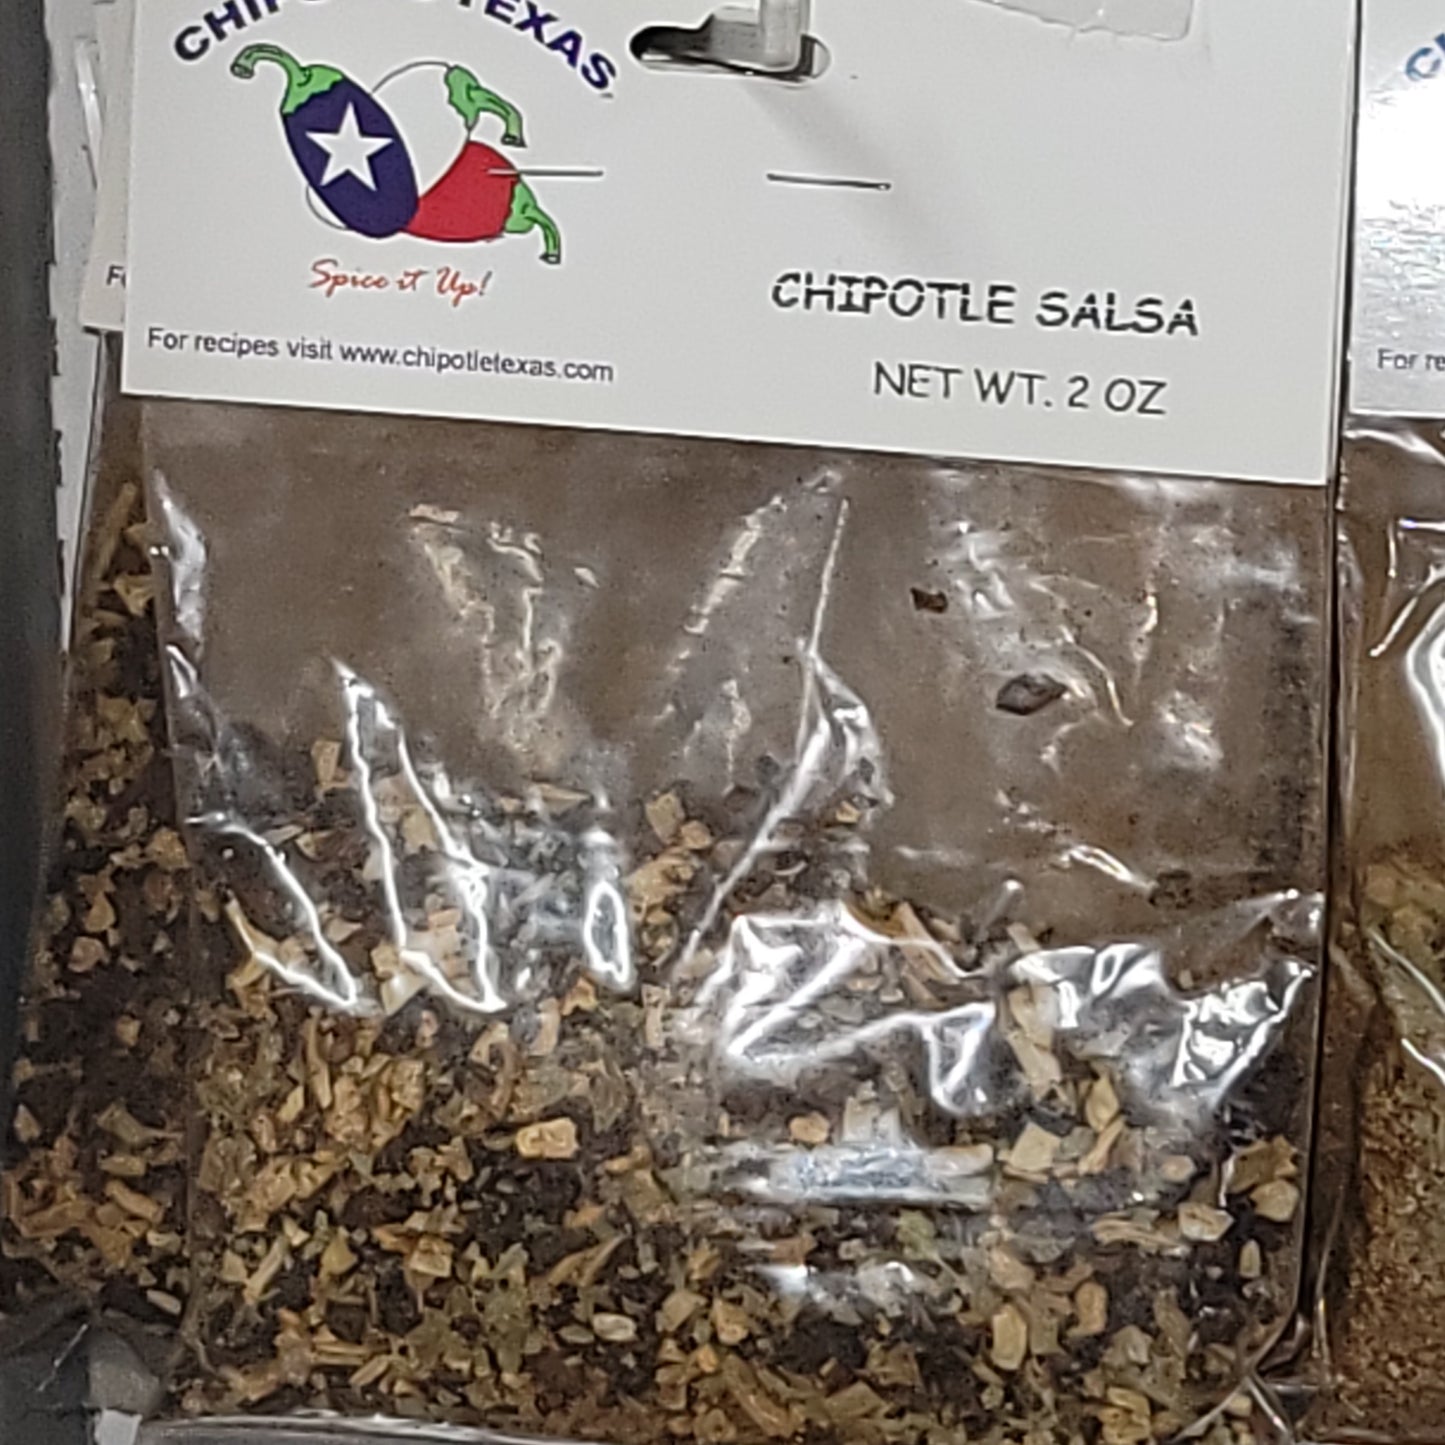 Spice it Up!
For recipes visit www.chipotletexas.com
CHIPOTLE SALSA
NET WT. 2 OZ